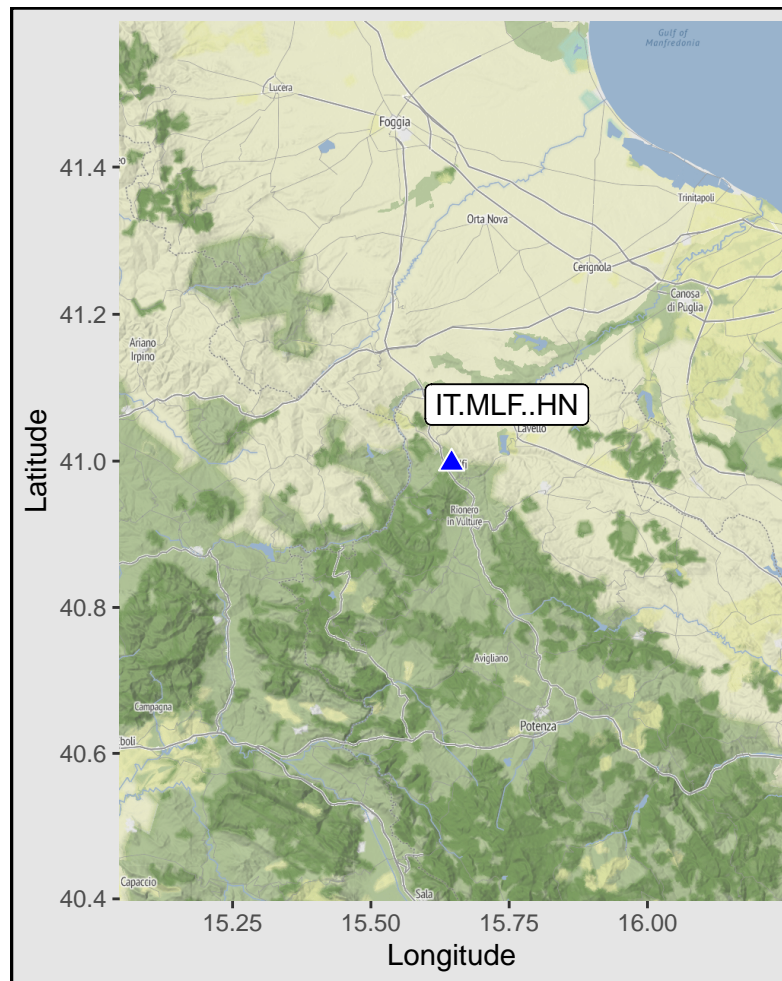 Gulf of
Manfredonia
Lucera
Foggia
41.4
Trinitapoli
Orta Nova
Cerignola
Canosa
di Puglia
41.2
Ariano
Irpino
IT.MLF..HN
Lavello
Latitude
41.0
fi
Rionero
in Vulture
40.8
Avigliano
Campagna
Potenza
boli
40.6
Capaccio
Sala
40.4
15.25
15.50
15.75
16.00
Longitude